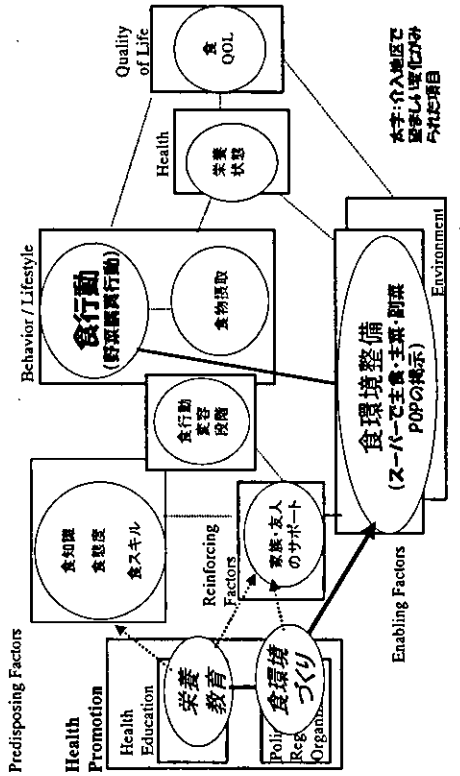 Predisposing Factors
Health
Promotion
Health
Education
栄養
教育
食環境
づくり
食知識
食態度
食スキル
Reinforcing
Factors
家族・友人
のサポート
食行動
変容
段階
Behavior / Lifestyle
食行動
(野菜購買行動)
食物摂取
Health
栄養
状態
Quality
of Life
食
QOL
Enabling Factors
食環境整備
(スーパーで主食・主菜・副菜
POPの掲示)
Environment
太字:介入地区で
望ましい変化がみ
られた項目